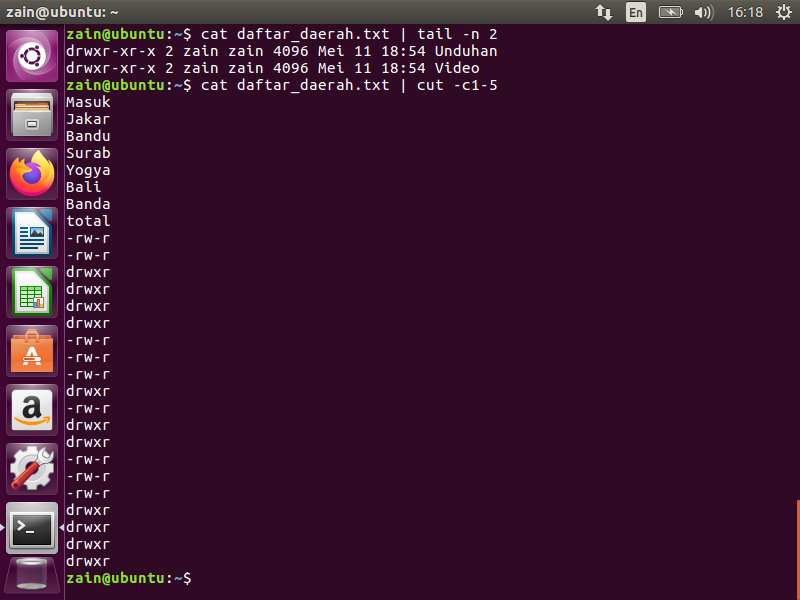 zain@ubuntu: ~
En
16:18
zain@ubuntu:~$ cat daftar_daerah.txt | tail -n 2
drwxr-xr-x 2 zain zain 4096 Mei 11 18:54 Unduhan
drwxr-xr-x 2 zain zain 4096 Mei 11 18:54 Video
zain@ubuntu:~$ cat daftar_daerah.txt | cut -c1-5
Masuk
Jakar
Bandu
Surab
Yogya
Bali
Banda
total
-rw-r
-rw-r
drwxr
drwxr
drwxr
drwxr
-rw-r
-rw-r
-rw-r
drwxr
-rw-r
drwxr
drwxr
-rw-r
-rw-r
-rw-r
drwxr
drwxr
drwxr
drwxr
zain@ubuntu:~$